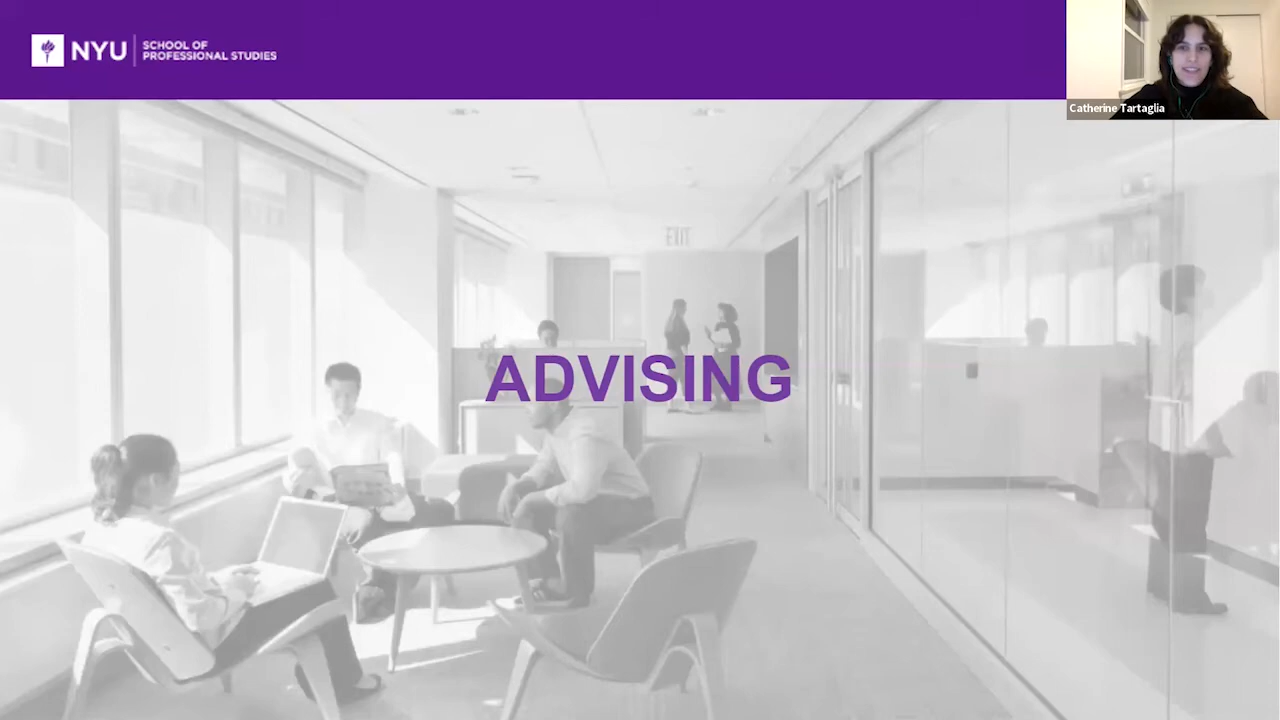 NYU
SCHOOL OF
PROFESSIONAL STUDIES
Catherine Tartaglia
EXIT
ADVISING